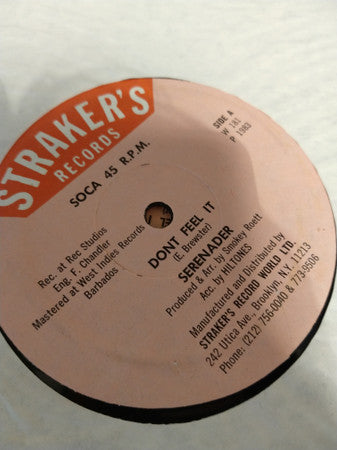 STRAKER'S
RECORDS
SOCA 45 R.P.M.
SIDE A
W 181
P 1983
Rec. at Rec Studios
Eng. F. Chandler
Mastered at West Indies Records
Barbados
DONT FEEL IT
(E. Brewster)
SERENADER
Produced & Arr. by Smokey Roett
Acc. by HILTONES
Manufactured and Distributed by
STRAKER'S RECORD WORLD LTD.
242 Utica Ave., Brooklyn, N.Y. 11213
Phone: (212) 756-0040 & 773-9506